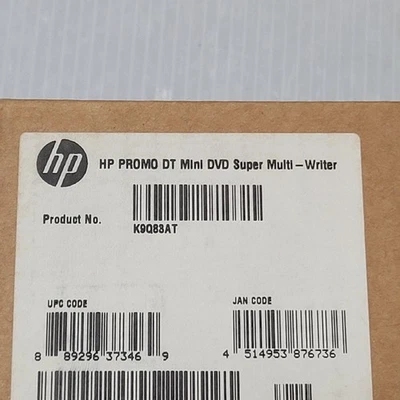 hp HP PROMO DT Mini DVD Super Multi-Writer
Product No.
K9Q83AT
UPC CODE
JAN CODE
8 89296 37346 9
4 514953 876736